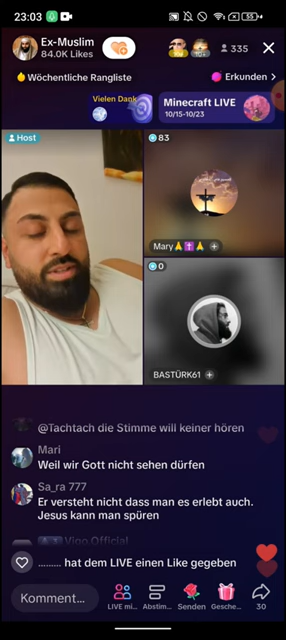 23:03
55
Ex-Muslim
84.0K Likes
335
Wöchentliche Rangliste
Erkunden
Vielen Dank
Minecraft LIVE
10/15-10/23
Host
83
Mary
0
BASTÜRK61
@Tachtach die Stimme will keiner hören
Mari
Weil wir Gott nicht sehen dürfen
Sa_ra 777
Er versteht nicht dass man es erlebt auch.
Jesus kann man spüren
Vigo Official
......... hat dem LIVE einen Like gegeben
Komment...
LIVE mi...
Abstim...
Senden
Gesche...
30